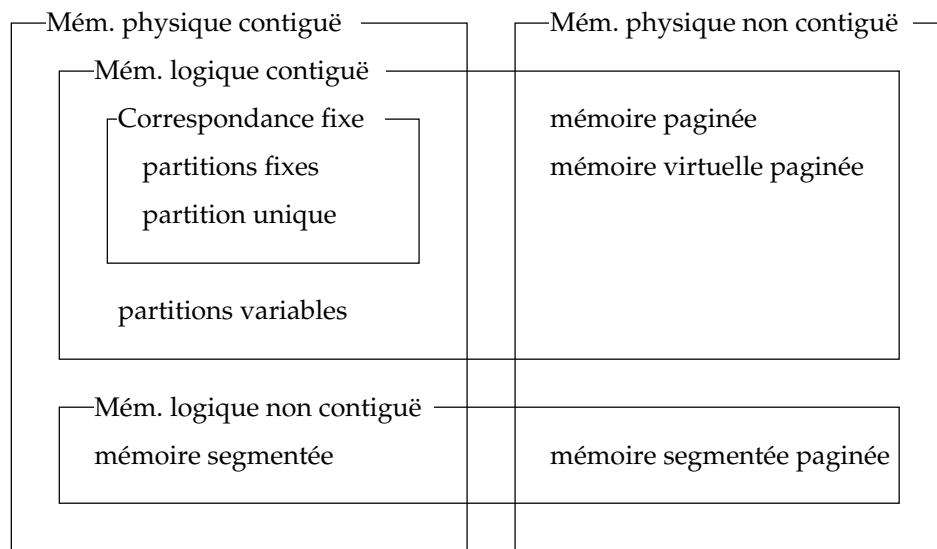 Mém. physique contiguë
Mém. physique non contiguë
Mém. logique contiguë
Correspondance fixe
mémoire paginée
partitions fixes
mémoire virtuelle paginée
partition unique
partitions variables
Mém. logique non contiguë
mémoire segmentée
mémoire segmentée paginée